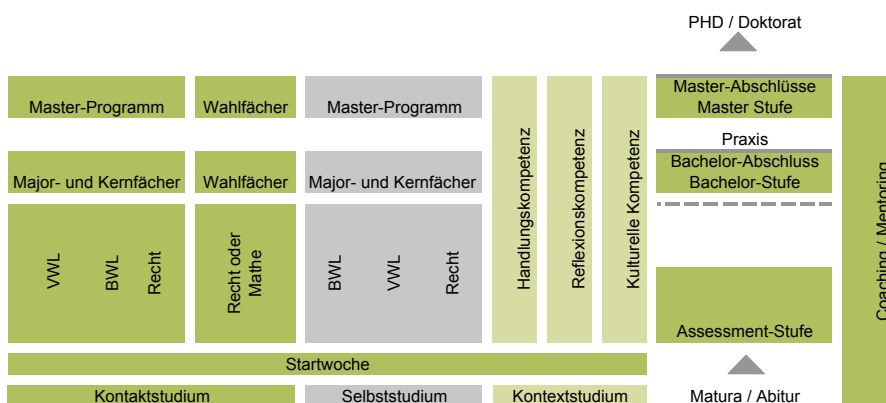 PHD / Doktorat
Master-Programm
Wahlfächer
Master-Programm
Master-Abschlüsse
Master Stufe
Praxis
Major- und Kernfächer
Wahlfächer
Major- und Kernfächer
Bachelor-Abschluss
Bachelor-Stufe
VWL
BWL
Recht
Recht oder
Mathe
BWL
VWL
Recht
Handlungskompetenz
Reflexionskompetenz
Kulturelle Kompetenz
Assessment-Stufe
Coaching / Mentoring
Startwoche
Kontaktstudium
Selbststudium
Kontextstudium
Matura / Abitur